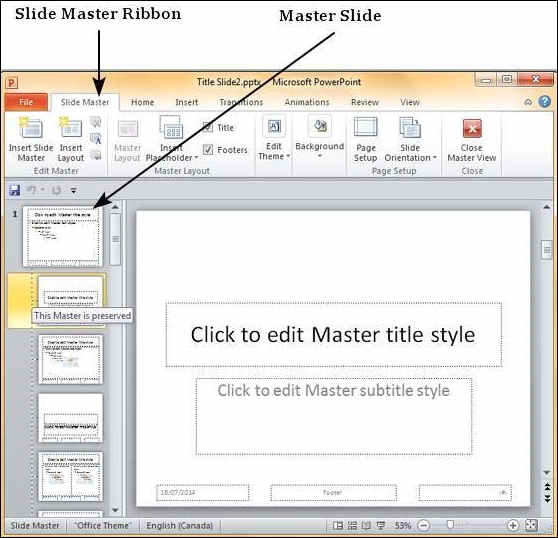 Slide Master Ribbon
Master Slide
Title Slide2.pptx - Microsoft PowerPoint
File Slide Master Home Insert Transitions Animations Review View
Insert Slide Master
Insert Layout
Master Layout
Insert Placeholder
Title
Footers
Edit Theme
Background
Page Setup
Slide Orientation
Close Master View
Edit Master Master Layout Page Setup Close
1
Click to edit Master title style
This Master is preserved
Click to edit Master title style
Click to edit Master subtitle style
18/07/2014 Footer
Slide Master "Office Theme" English (Canada) 53%